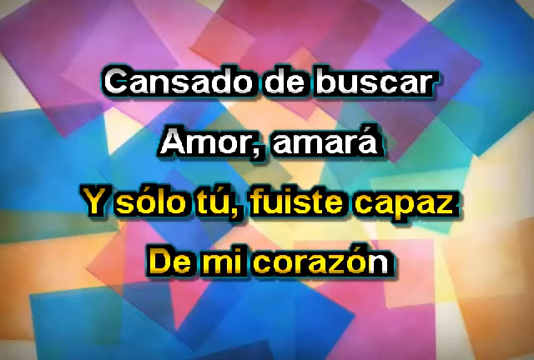 Cansado de buscar
Amor, amará
Y sólo tú, fuiste capaz
De mi corazón